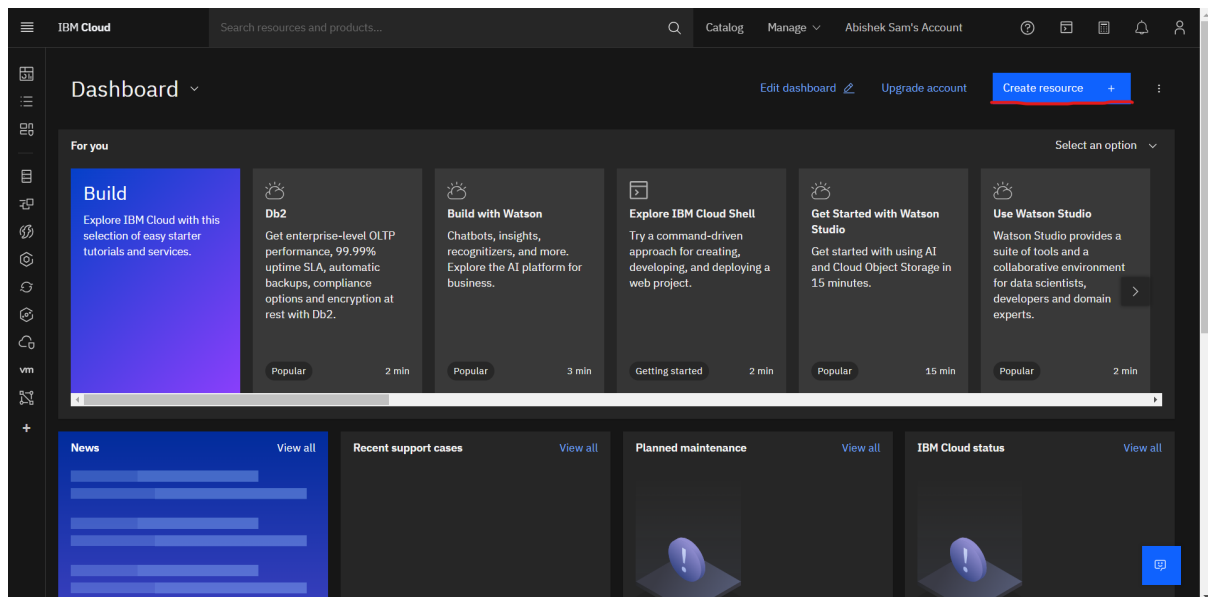 IBM Cloud
Search resources and products...
Catalog
Manage
Abishek Sam's Account
Dashboard
Edit dashboard
Upgrade account
Create resource +
For you
Select an option
Build
Explore IBM Cloud with this
selection of easy starter
tutorials and services.
Db2
Get enterprise-level OLTP
performance, 99.99%
uptime SLA, automatic
backups, compliance
options and encryption at
rest with Db2.
Popular
2 min
Build with Watson
Chatbots, insights,
recognizers, and more.
Explore the AI platform for
business.
Popular
3 min
Explore IBM Cloud Shell
Try a command-driven
approach for creating,
developing, and deploying a
web project.
Getting started
2 min
Get Started with Watson
Studio
Get started with using AI
and Cloud Object Storage in
15 minutes.
Popular
15 min
Use Watson Studio
Watson Studio provides a
suite of tools and a
collaborative environment
for data scientists,
developers and domain
experts.
Popular
2 min
vm
News
View all
Recent support cases
View all
Planned maintenance
View all
IBM Cloud status
View all